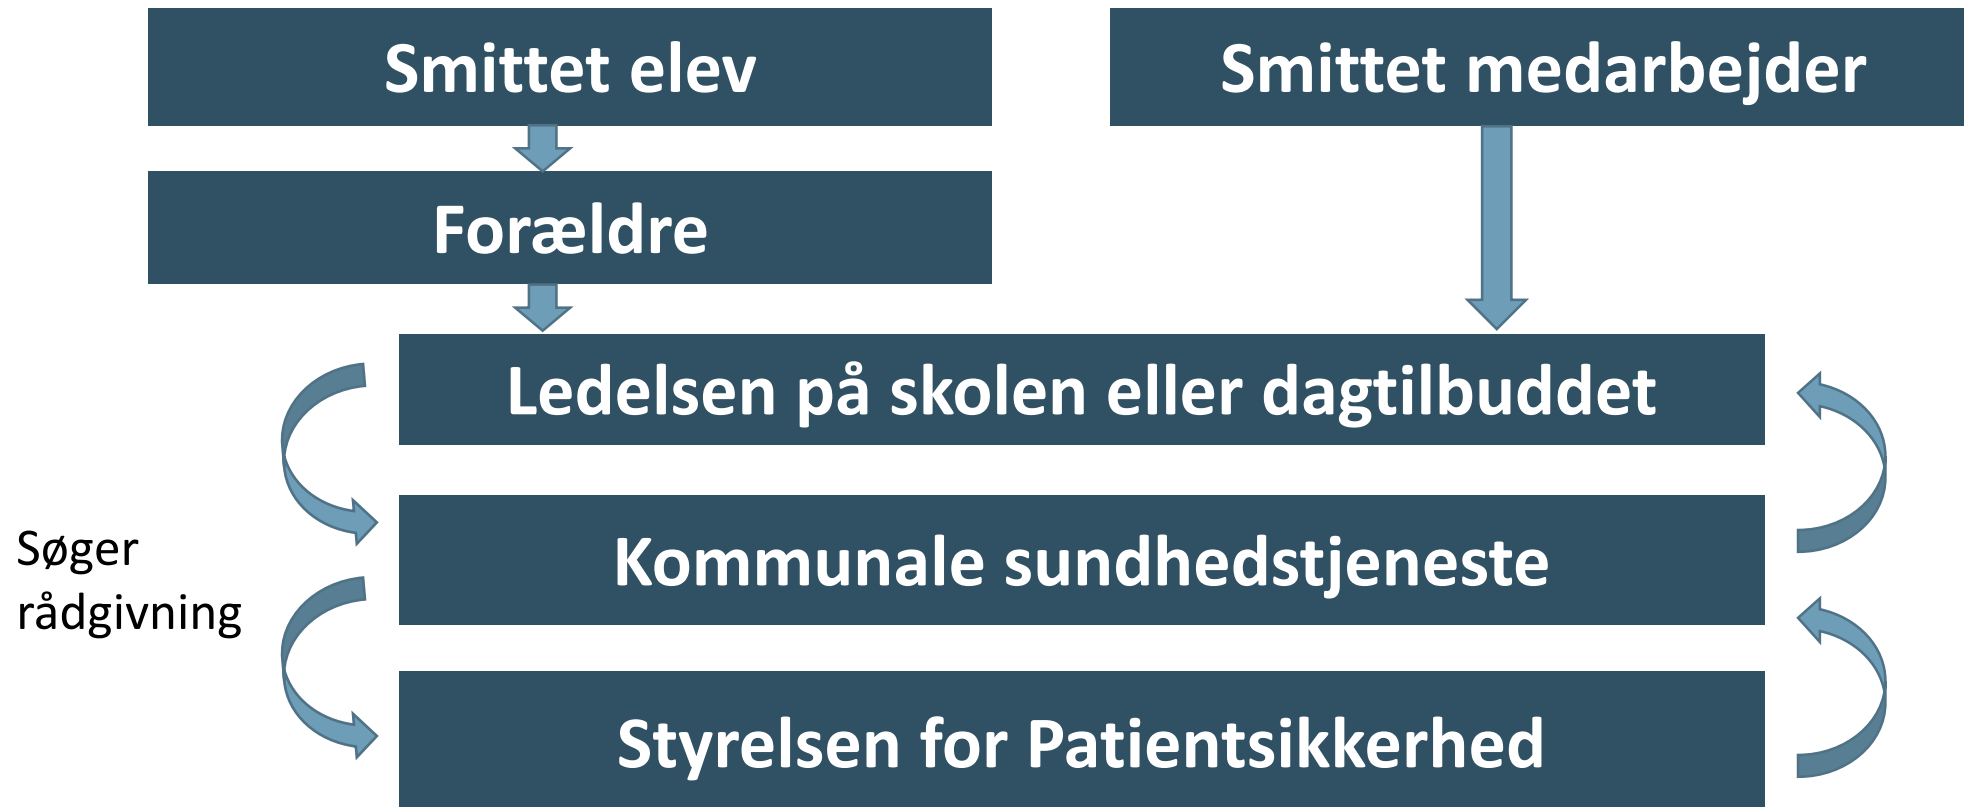 Smittet elev
Smittet medarbejder
Forældre
Ledelsen på skolen eller dagtilbuddet
Kommunale sundhedstjeneste
Søger
rådgivning
Styrelsen for Patientsikkerhed